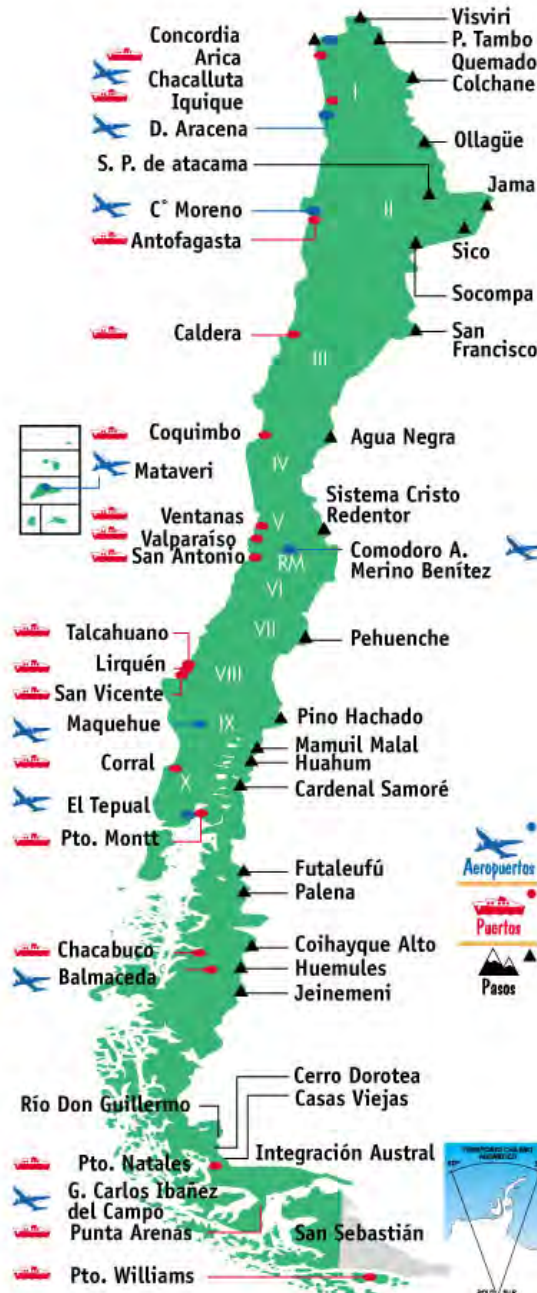 Visviri
Concordia
P. Tambo
Arica
Quemado
Chacalluta
Colchane
Iquique
I
D. Aracena
Ollagüe
S. P. de atacama
Jama
C° Moreno
II
Antofagasta
Sico
Socompa
Caldera
San
Francisco
III
Coquimbo
Agua Negra
IV
Mataveri
Sistema Cristo
Redentor
Ventanas
V
Valparaíso
San Antonio
RM
Comodoro A.
Merino Benítez
VI
Talcahuano
VII
Pehuenche
Lirquén
VIII
San Vicente
Maquehue
IX
Pino Hachado
Mamuil Malal
Corral
Huahum
X
Cardenal Samoré
El Tepual
Pto. Montt
Aeropuertos
Futaleufú
Palena
Puertos
Chacabuco
Coihayque Alto
Balmaceda
Huemules
Pasos
Jeinemeni
Cerro Dorotea
Río Don Guillermo
Casas Viejas
Integración Austral
Pto. Natales
G. Carlos Ibañez
del Campo
Punta Arenas
San Sebastián
Pto. Williams
TERRITORIO CHILENO
ANTARTICO